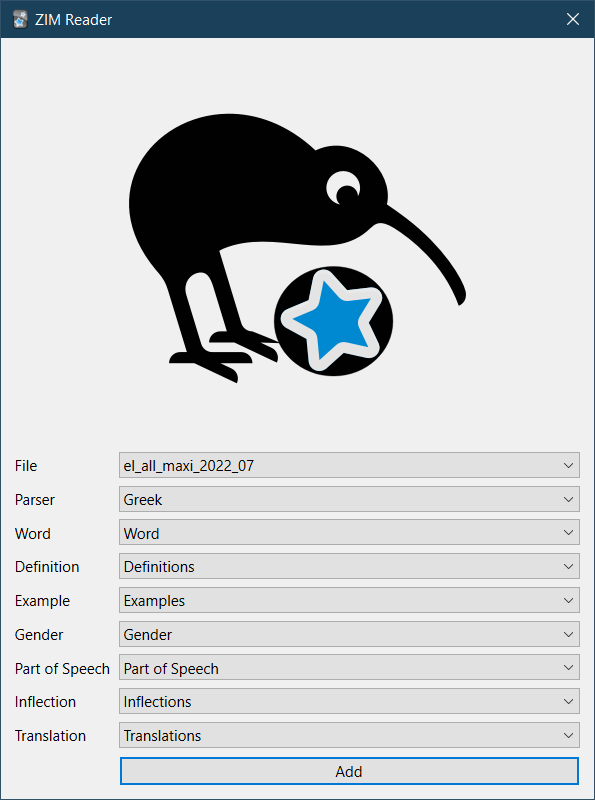 ZIM Reader
File el_all_maxi_2022_07
Parser Greek
Word Word
Definition Definitions
Example Examples
Gender Gender
Part of Speech Part of Speech
Inflection Inflections
Translation Translations
Add